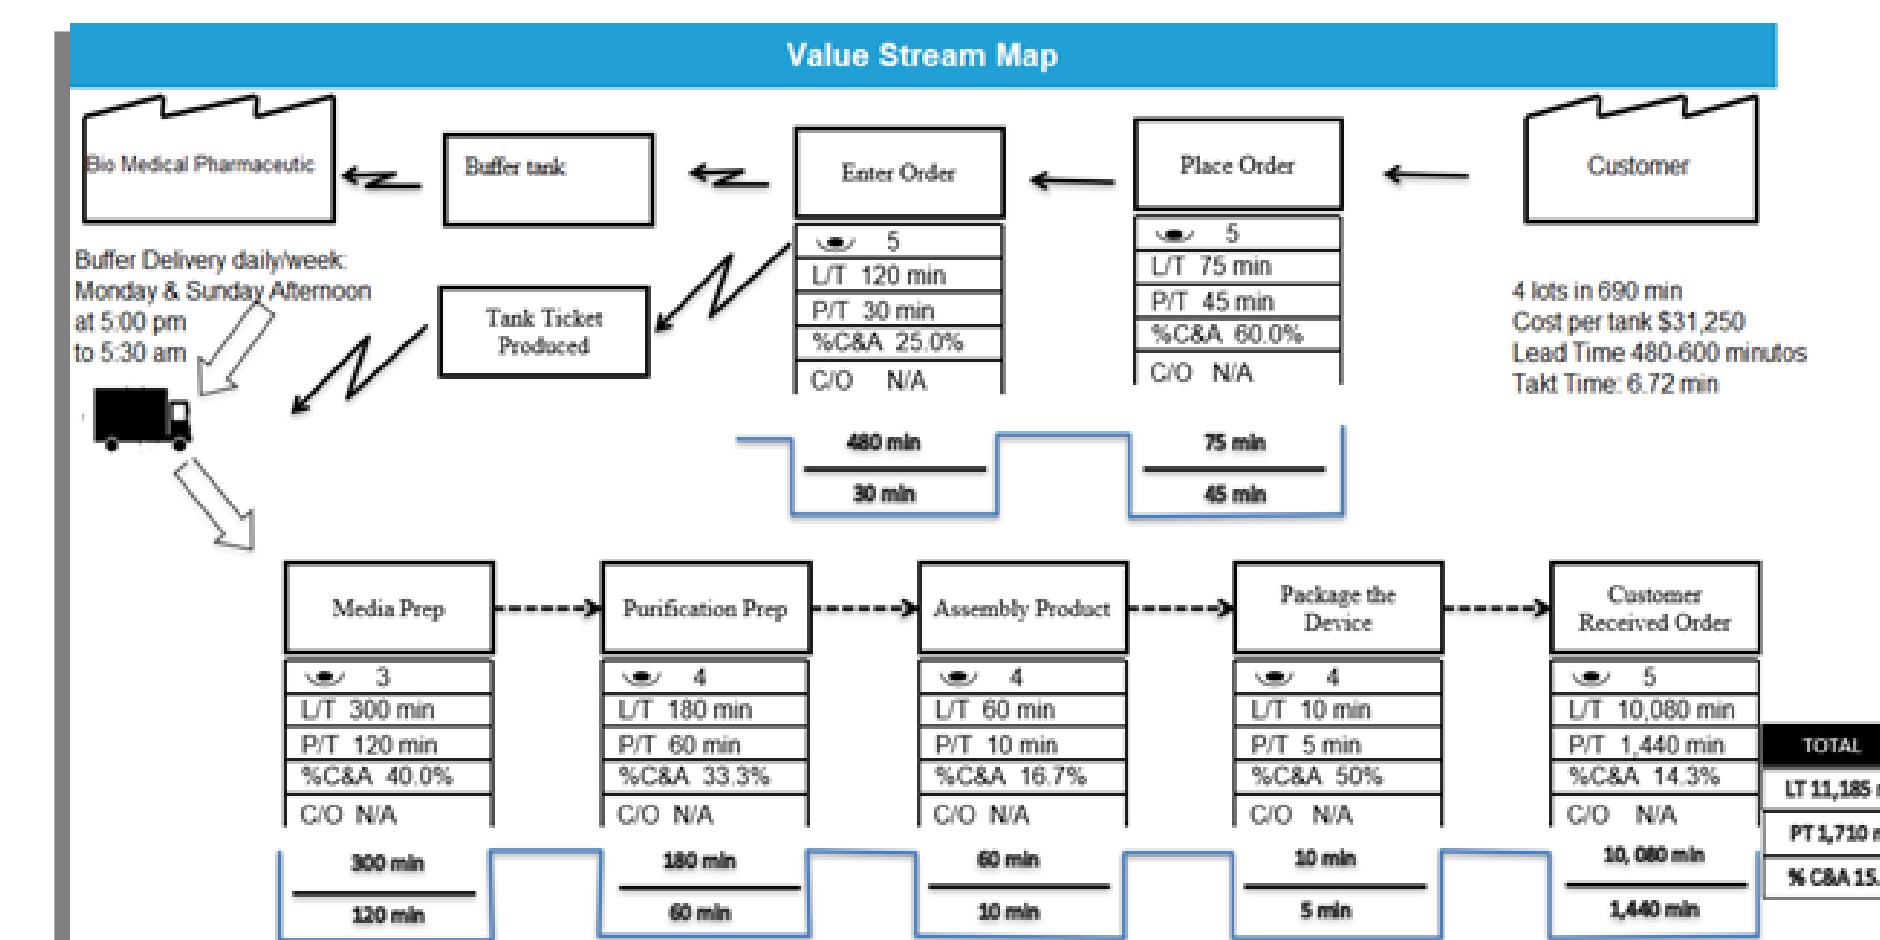 Value Stream Map
Bio Medical Pharmaceutic
Buffer tank
Enter Order
Place Order
Customer
Buffer Delivery daily/week:
Monday & Sunday Afternoon
at 5:00 pm
to 5:30 am
Tank Ticket
Produced
5
L/T 120 min
P/T 30 min
%C&A 25.0%
C/O N/A
5
L/T 75 min
P/T 45 min
%C&A 60.0%
C/O N/A
4 lots in 690 min
Cost per tank $31,250
Lead Time 480-600 minutos
Takt Time: 6.72 min
480 min
30 min
75 min
45 min
Media Prep
Purification Prep
Assembly Product
Package the
Device
Customer
Received Order
3
L/T 300 min
P/T 120 min
%C&A 40.0%
C/O N/A
4
L/T 180 min
P/T 60 min
%C&A 33.3%
C/O N/A
4
L/T 60 min
P/T 10 min
%C&A 16.7%
C/O N/A
4
L/T 10 min
P/T 5 min
%C&A 50%
C/O N/A
5
L/T 10,080 min
P/T 1,440 min
%C&A 14.3%
C/O N/A
300 min
120 min
180 min
60 min
60 min
10 min
10 min
5 min
10, 080 min
1,440 min
TOTAL
LT 11,185
PT 1,710
% C&A 15.